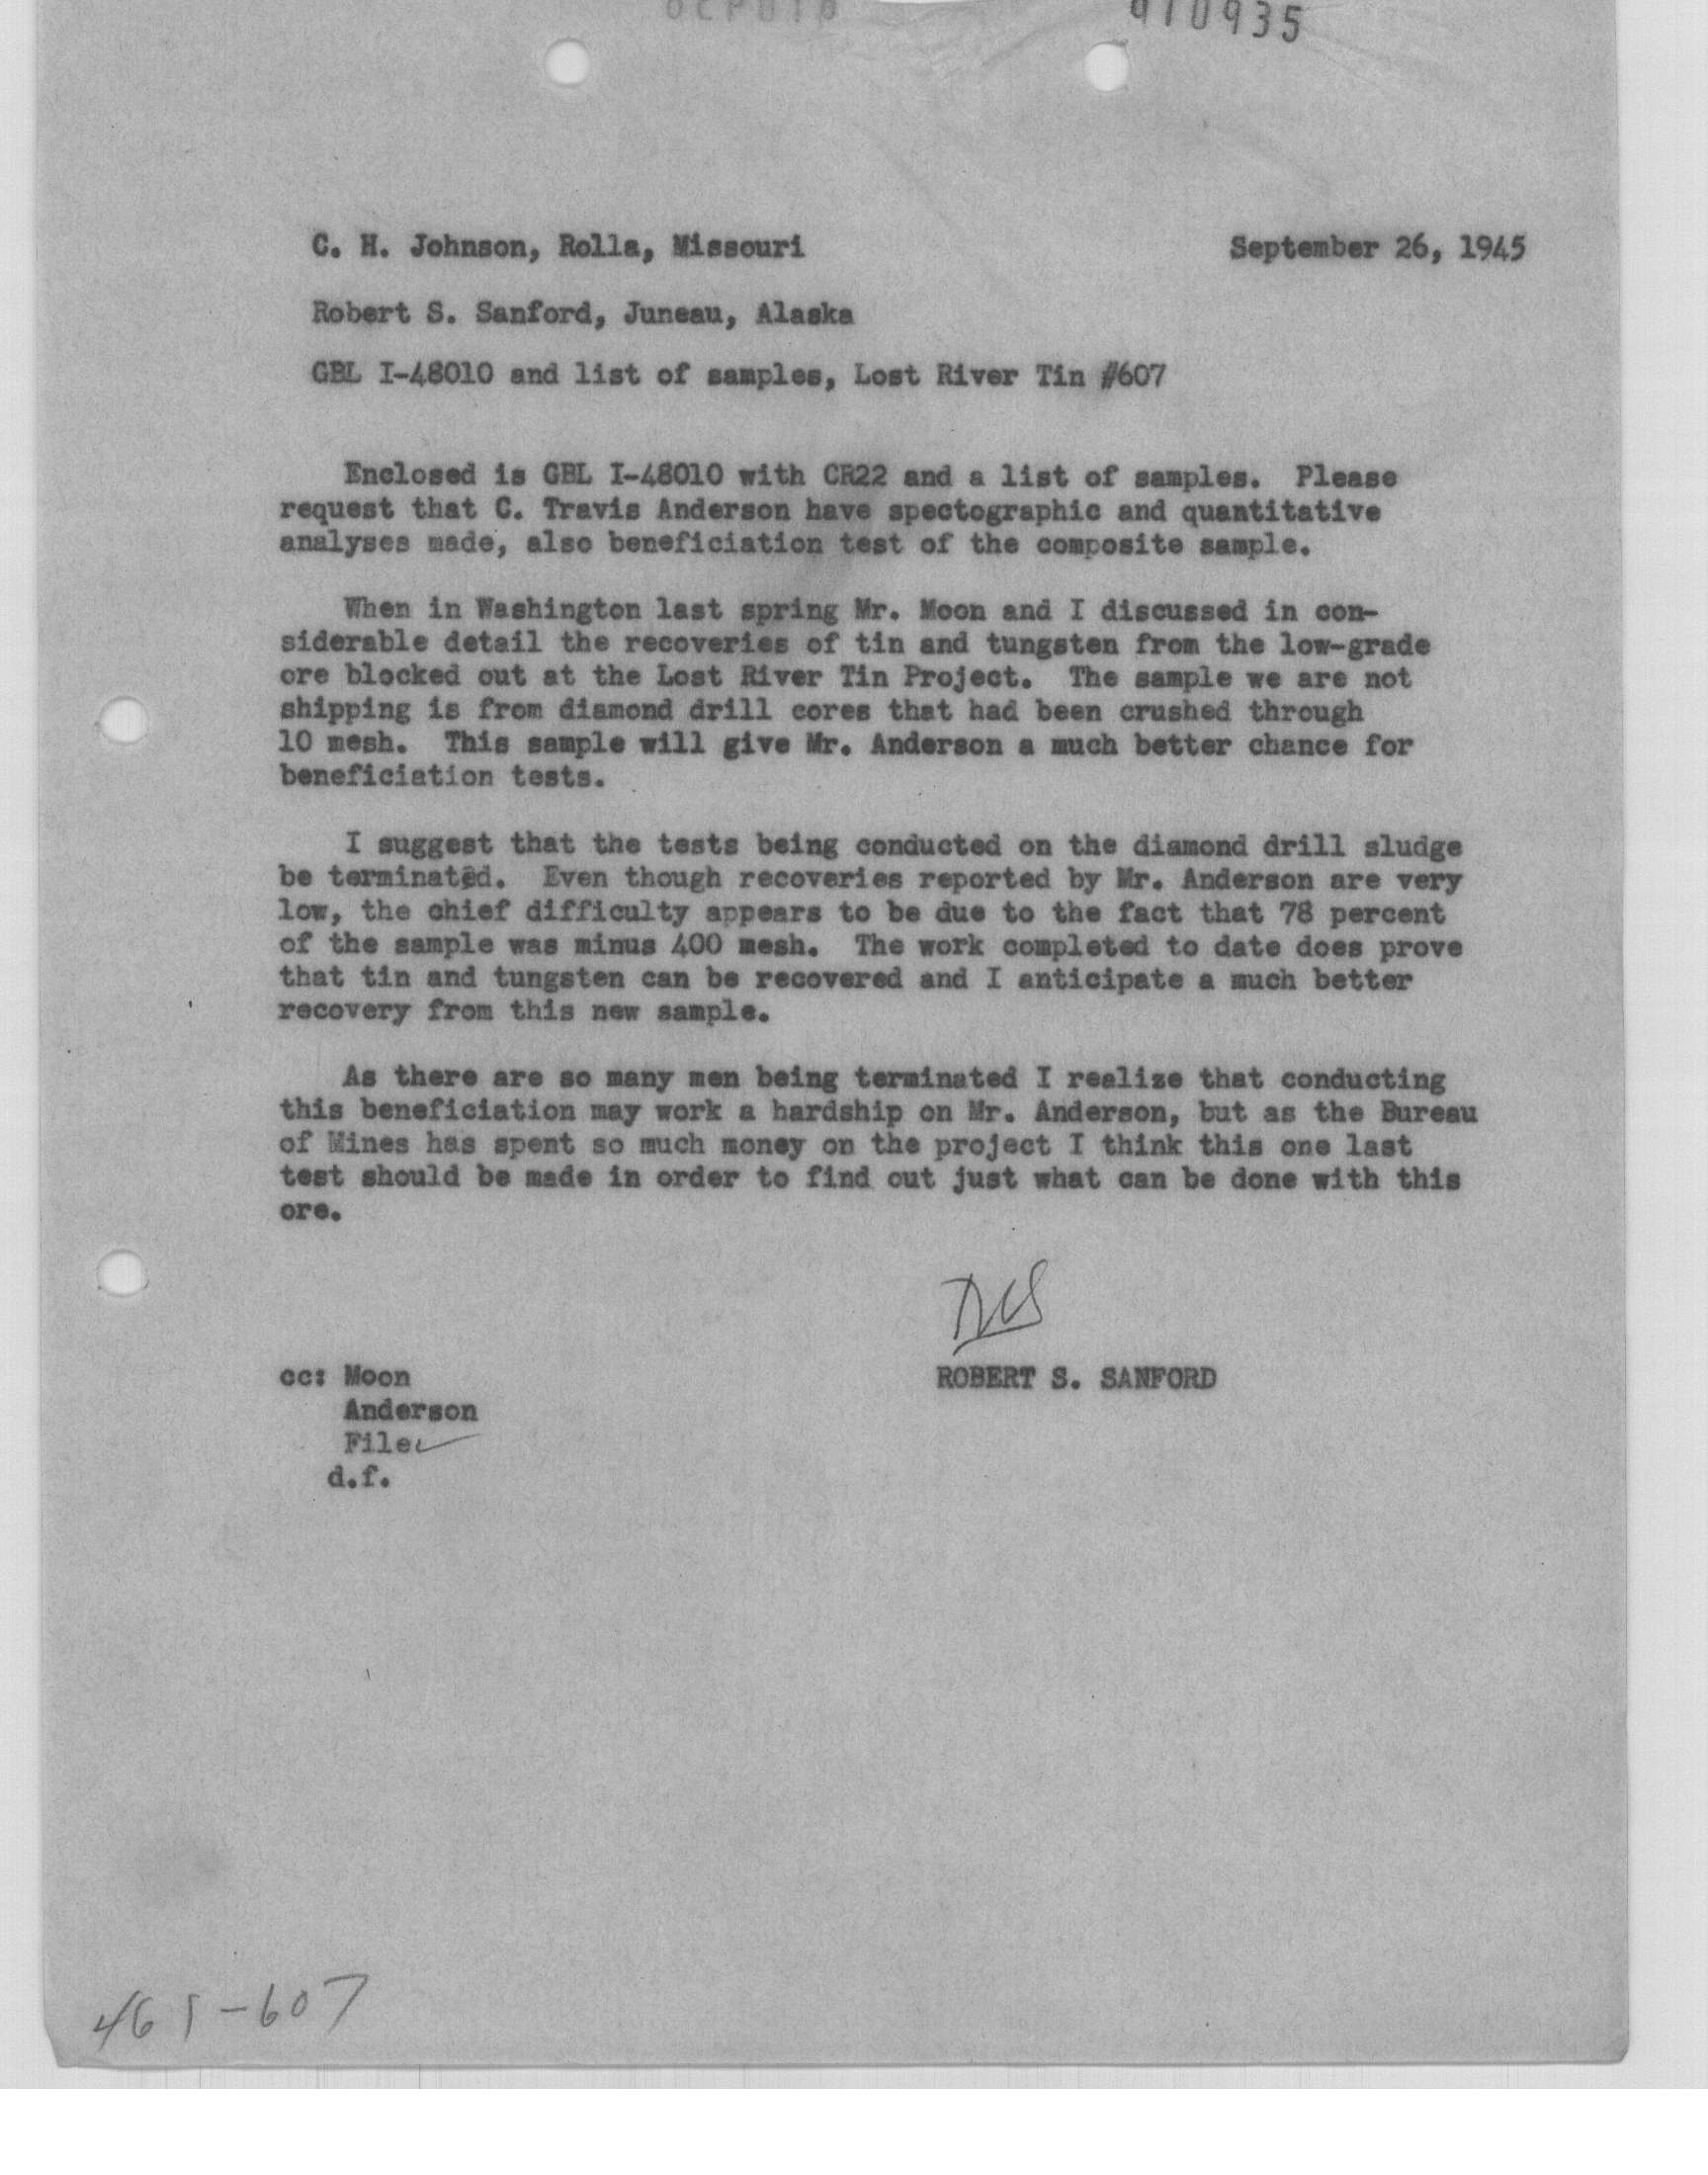 910935
C. H. Johnson, Rolla, Missouri September 26, 1945
Robert S. Sanford, Juneau, Alaska
GBL I-48010 and list of samples, Lost River Tin #607
Enclosed is GBL I-48010 with CR22 and a list of samples. Please
request that C. Travis Anderson have spectographic and quantitative
analyses made, also beneficiation test of the composite sample.
When in Washington last spring Mr. Moon and I discussed in con-
siderable detail the recoveries of tin and tungsten from the low-grade
ore blocked out at the Lost River Tin Project. The sample we are not
shipping is from diamond drill cores that had been crushed through
10 mesh. This sample will give Mr. Anderson a much better chance for
beneficiation tests.
I suggest that the tests being conducted on the diamond drill sludge
be terminated. Even though recoveries reported by Mr. Anderson are very
low, the chief difficulty appears to be due to the fact that 78 percent
of the sample was minus 400 mesh. The work completed to date does prove
that tin and tungsten can be recovered and I anticipate a much better
recovery from this new sample.
As there are so many men being terminated I realize that conducting
this beneficiation may work a hardship on Mr. Anderson, but as the Bureau
of Mines has spent so much money on the project I think this one last
test should be made in order to find out just what can be done with this
ore.
cc: Moon ROBERT S. SANFORD
Anderson
File
d.f.
461-607